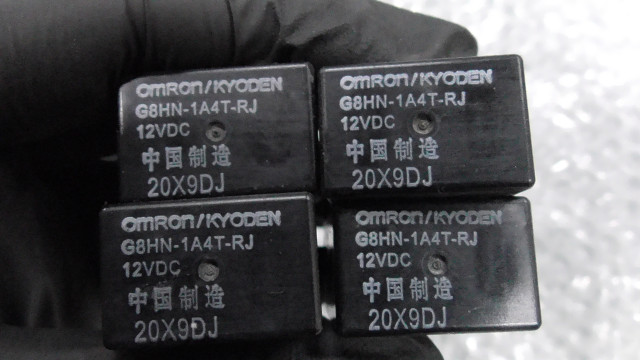 OMRON/KYODEN
G8HN-1A4T-RJ
12VDC
中国制造
20X9DJ
OMRON/KYODEN
G8HN-1A4T-RJ
12VDC
中国制造
20X9DJ
OMRON/KYODEN
G8HN-1A4T-RJ
12VDC
中国制造
20X9DJ
OMRON/KYODEN
G8HN-1A4T-RJ
12VDC
中国制造
20X9DJ